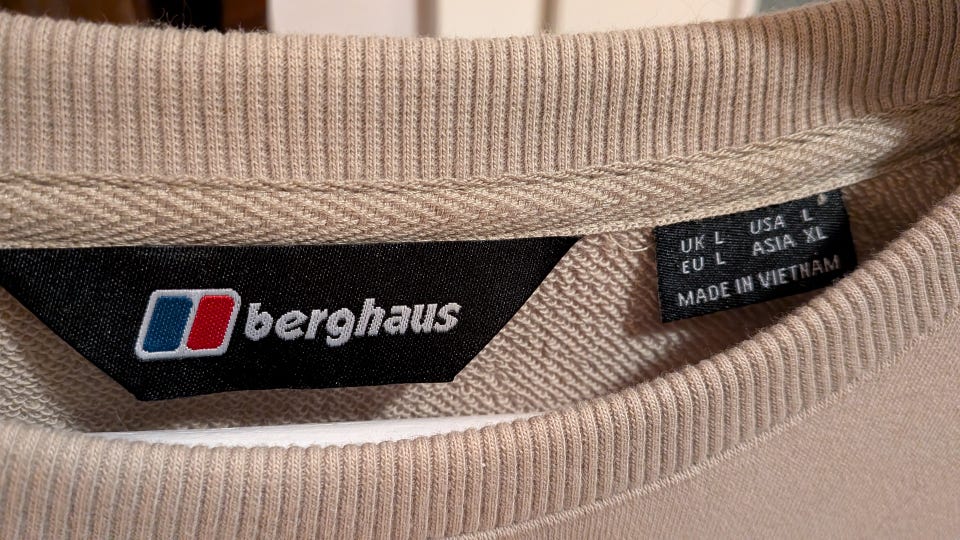 berghaus
UK L USA L
EU L ASIA XL
MADE IN VIETNAM